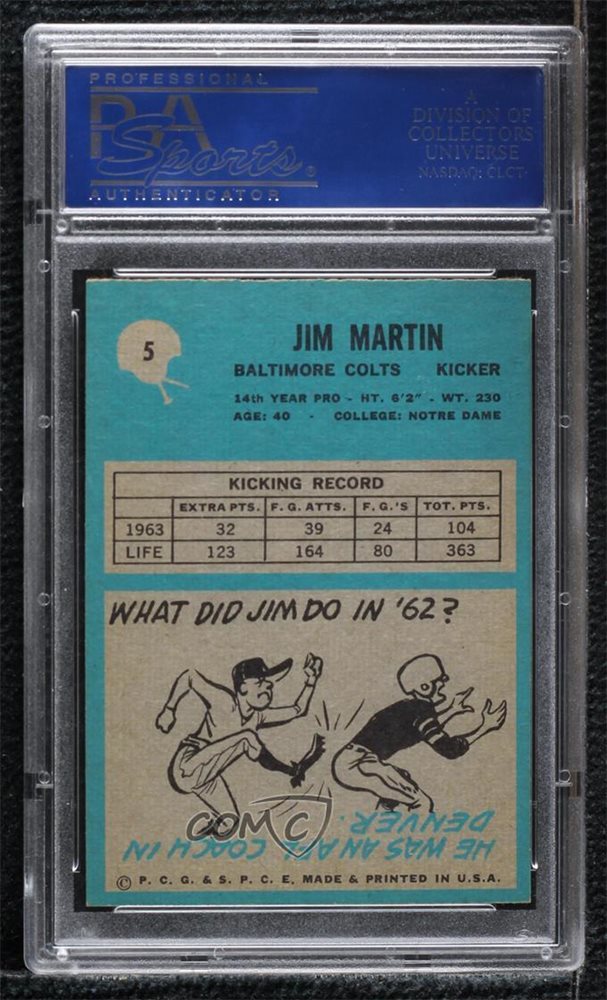 PROFESSIONAL
PSA
Sports®
AUTHENTICATOR
A
DIVISION OF
COLLECTORS
UNIVERSE
NASDAQ: CLCT
5
JIM MARTIN
BALTIMORE COLTS KICKER
14th YEAR PRO - HT. 6'2" - WT. 230
AGE: 40 - COLLEGE: NOTRE DAME
KICKING RECORD
EXTRA PTS. F.G. ATTS. F.G.'S TOT. PTS.
1963 32 39 24 104
LIFE 123 164 80 363
WHAT DID JIM DO IN '62?
HE WAS AN AFL COACH IN
DENVER.
COMC
© P. C. G. & S. P. C. E, MADE & PRINTED IN U.S.A.